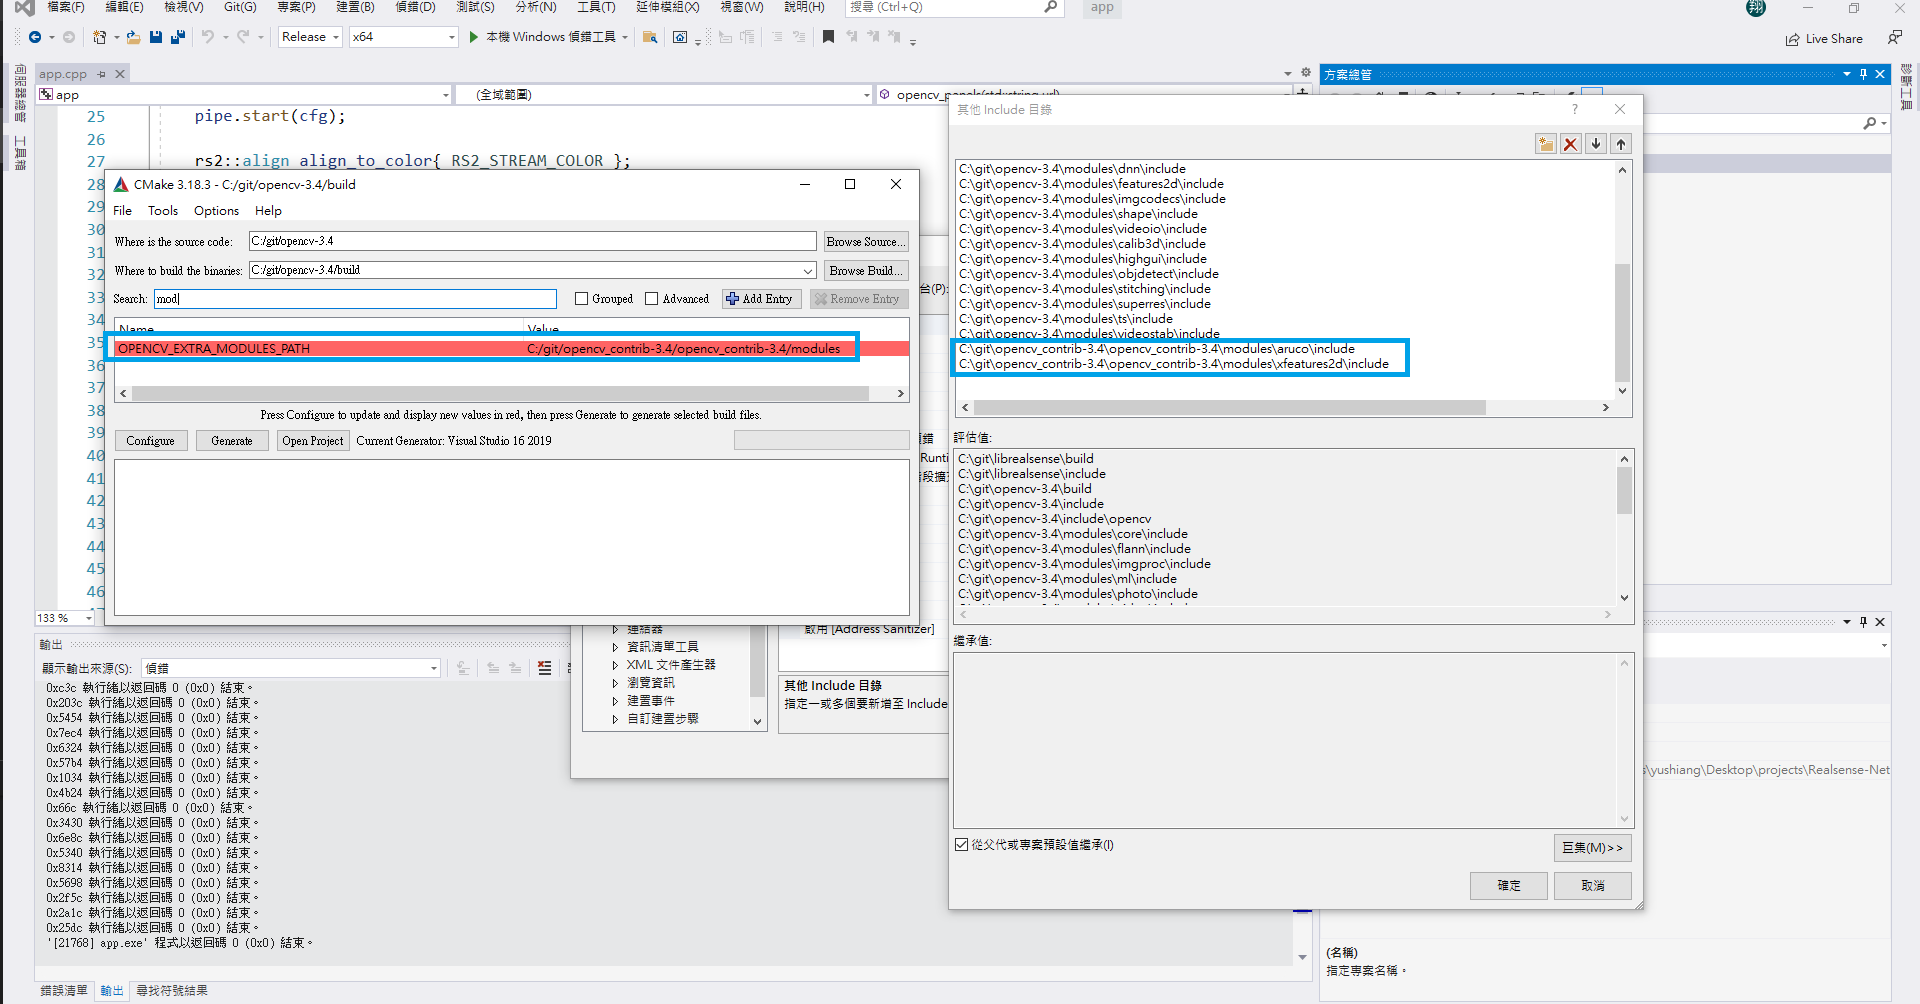 檔案(F) 編輯(E) 檢視(V) Git(G) 專案(P) 建置(B) 偵錯(D) 測試(S) 分析(N) 工具(T) 延伸模組(X) 視窗(W) 說明(H) 搜尋 (Ctrl+Q) app 翔
Release x64 本機 Windows 偵錯工具 Live Share
伺服器總管 工具箱
app.cpp
app (全域範圍) opencv_panels(std::string url)
25 pipe.start(cfg);
26
27 rs2::align align_to_color{ RS2_STREAM_COLOR };
28
29
30
31
32
33
34
35
36
37
38
39
40
41
42
43
44
45
46
133 %
CMake 3.18.3 - C:/git/opencv-3.4/build
File Tools Options Help
Where is the source code: C:/git/opencv-3.4 Browse Source...
Where to build the binaries: C:/git/opencv-3.4/build Browse Build...
Search: mod Grouped Advanced Add Entry Remove Entry
Name Value
OPENCV_EXTRA_MODULES_PATH C:/git/opencv_contrib-3.4/opencv_contrib-3.4/modules
Press Configure to update and display new values in red, then press Generate to generate selected build files.
Configure Generate Open Project Current Generator: Visual Studio 16 2019
台(P):
偵錯
Runti
連結器
資訊清單工具
XML 文件產生器
瀏覽資訊
建置事件
自訂建置步驟
啟用 [Address Sanitizer]
其他 Include 目錄
指定一或多個要新增至 Include
輸出
顯示輸出來源(S): 偵錯
0xc3c 執行緒以返回碼 0 (0x0) 結束。
0x203c 執行緒以返回碼 0 (0x0) 結束。
0x5454 執行緒以返回碼 0 (0x0) 結束。
0x7ec4 執行緒以返回碼 0 (0x0) 結束。
0x6324 執行緒以返回碼 0 (0x0) 結束。
0x57b4 執行緒以返回碼 0 (0x0) 結束。
0x1034 執行緒以返回碼 0 (0x0) 結束。
0x4b24 執行緒以返回碼 0 (0x0) 結束。
0x66c 執行緒以返回碼 0 (0x0) 結束。
0x3430 執行緒以返回碼 0 (0x0) 結束。
0x6e8c 執行緒以返回碼 0 (0x0) 結束。
0x5340 執行緒以返回碼 0 (0x0) 結束。
0x8314 執行緒以返回碼 0 (0x0) 結束。
0x5698 執行緒以返回碼 0 (0x0) 結束。
0x2f5c 執行緒以返回碼 0 (0x0) 結束。
0x2a1c 執行緒以返回碼 0 (0x0) 結束。
0x25dc 執行緒以返回碼 0 (0x0) 結束。
'[21768] app.exe' 程式以返回碼 0 (0x0) 結束。
錯誤清單 輸出 尋找符號結果
其他 Include 目錄
C:\git\opencv-3.4\modules\dnn\include
C:\git\opencv-3.4\modules\features2d\include
C:\git\opencv-3.4\modules\imgcodecs\include
C:\git\opencv-3.4\modules\shape\include
C:\git\opencv-3.4\modules\videoio\include
C:\git\opencv-3.4\modules\calib3d\include
C:\git\opencv-3.4\modules\highgui\include
C:\git\opencv-3.4\modules\objdetect\include
C:\git\opencv-3.4\modules\stitching\include
C:\git\opencv-3.4\modules\superres\include
C:\git\opencv-3.4\modules\ts\include
C:\git\opencv-3.4\modules\videostab\include
C:\git\opencv_contrib-3.4\opencv_contrib-3.4\modules\aruco\include
C:\git\opencv_contrib-3.4\opencv_contrib-3.4\modules\xfeatures2d\include
評估值:
C:\git\librealsense\build
C:\git\librealsense\include
C:\git\opencv-3.4\build
C:\git\opencv-3.4\include
C:\git\opencv-3.4\include\opencv
C:\git\opencv-3.4\modules\core\include
C:\git\opencv-3.4\modules\flann\include
C:\git\opencv-3.4\modules\imgproc\include
C:\git\opencv-3.4\modules\ml\include
C:\git\opencv-3.4\modules\photo\include
繼承值:
從父代或專案預設值繼承(I)
巨集(M)>>
確定 取消
方案總管
診斷工具
s\yushiang\Desktop\projects\Realsense-Net
(名稱)
指定專案名稱。